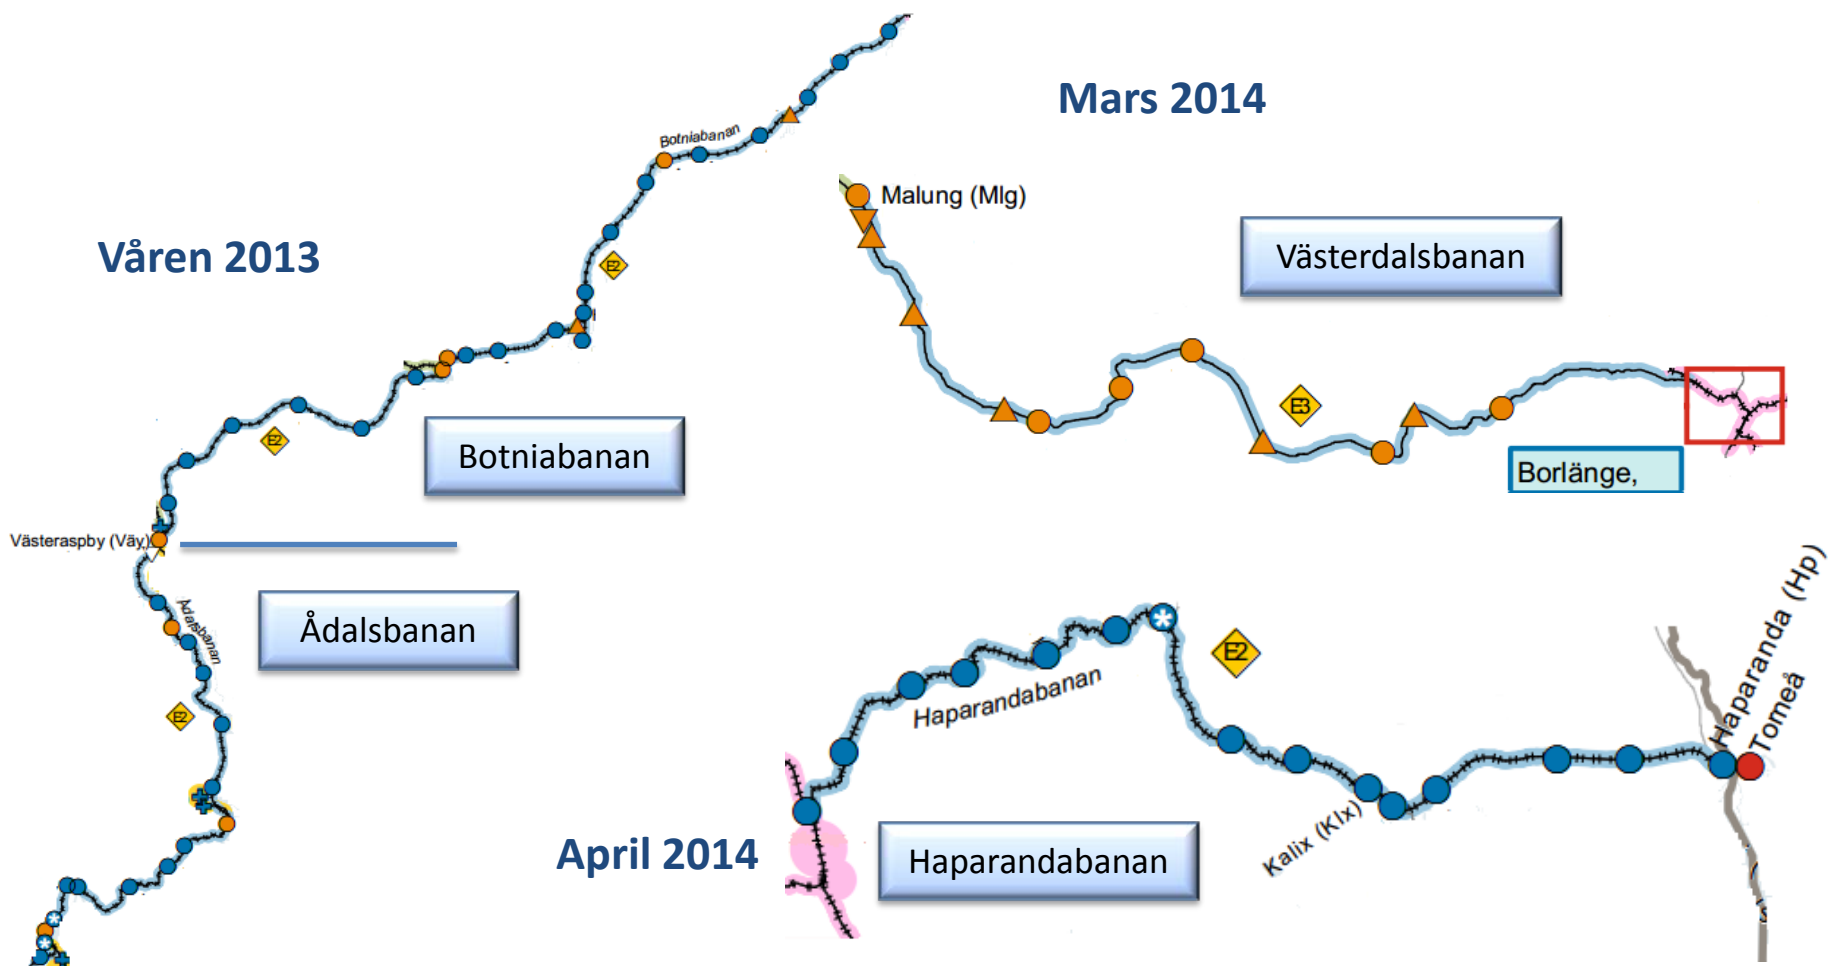 Botniabanan
Mars 2014
Malung (Mlg)
Våren 2013
Västerdalsbanan
E2
E3
E2
Botniabanan
Borlänge,
Västeraspby (Väy)
Ådalsbanan
Ådalsbanan
E2
E2
Haparandabanan
Haparanda (Hp)
Torneå
Kalix (Klx)
April 2014
Haparandabanan